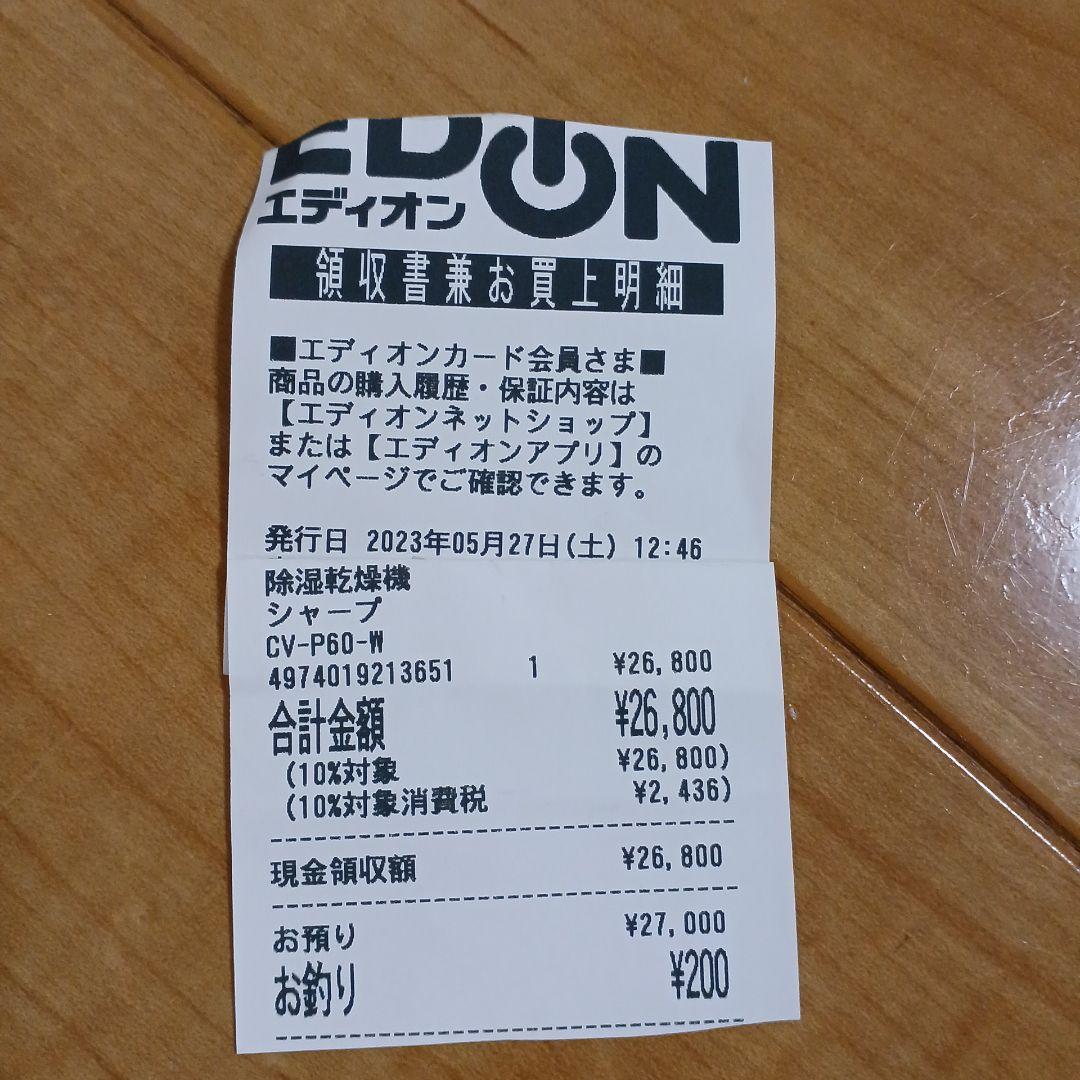 EDION
エディオン
領収書兼お買上明細
■エディオンカード会員さま■
商品の購入履歴・保証内容は
【エディオンネットショップ】
または【エディオンアプリ】の
マイページでご確認できます。
発行日 2023年05月27日(土) 12:46
除湿乾燥機
シャープ
CV-P60-W
4974019213651 1 ¥26,800
合計金額 ¥26,800
(10%対象 ¥26,800)
(10%対象消費税 ¥2,436)
現金領収額 ¥26,800
お預り ¥27,000
お釣り ¥200